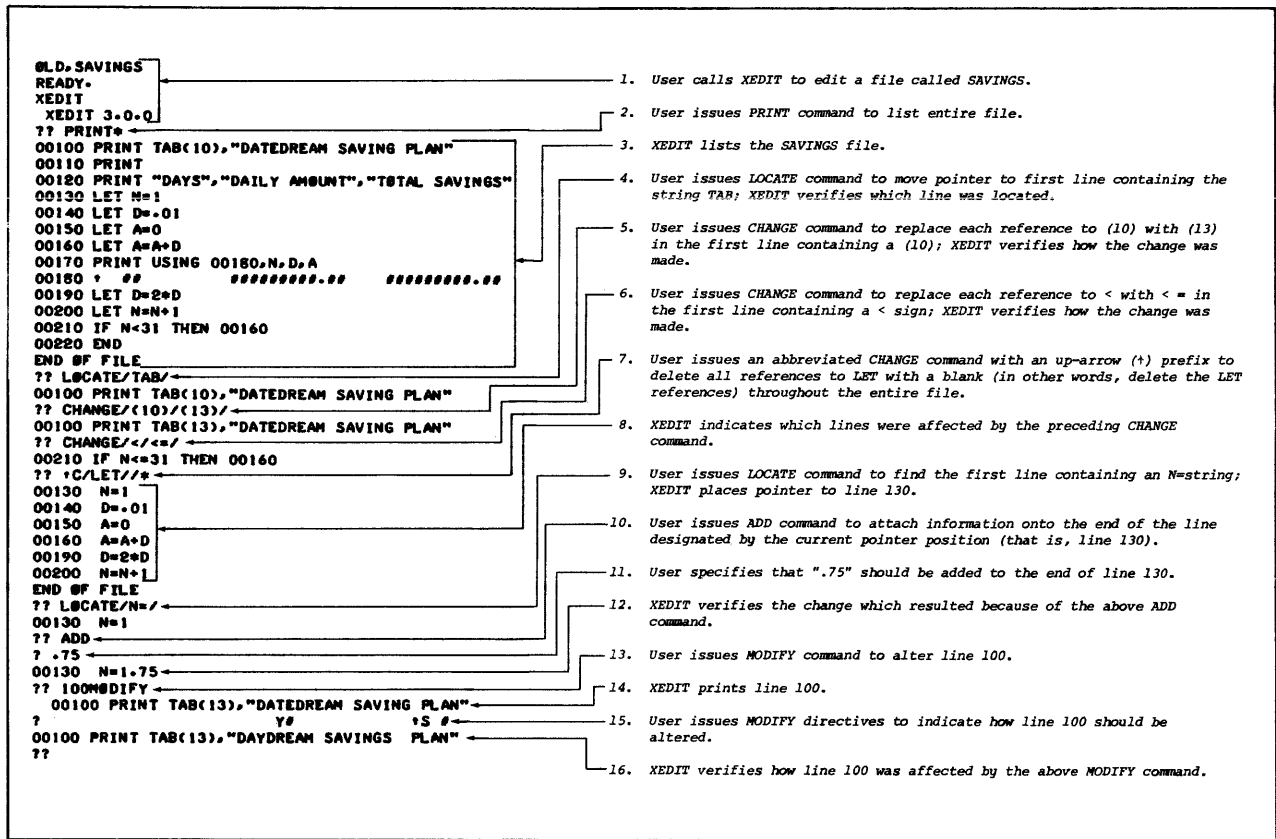 ØLD,SAVINGS
READY.
XEDIT
XEDIT 3.0.0
?? PRINT*
00100 PRINT TAB(10),"DATEDREAM SAVING PLAN"
00110 PRINT
00120 PRINT "DAYS","DAILY AMØUNT","TØTAL SAVINGS"
00130 LET N=1
00140 LET D=.01
00150 LET A=0
00160 LET A=A+D
00170 PRINT USING 00180,N,D,A
00180 ↑ ## #########.## #########.##
00190 LET D=2*D
00200 LET N=N+1
00210 IF N<31 THEN 00160
00220 END
END ØF FILE
?? LØCATE/TAB/
00100 PRINT TAB(10),"DATEDREAM SAVING PLAN"
?? CHANGE/(10)/(13)/
00100 PRINT TAB(13),"DATEDREAM SAVING PLAN"
?? CHANGE/</<=/
00210 IF N<=31 THEN 00160
?? ↑C/LET//*
00130 N=1
00140 D=.01
00150 A=0
00160 A=A+D
00190 D=2*D
00200 N=N+1
END ØF FILE
?? LØCATE/N=/
00130 N=1
?? ADD
? .75
00130 N=1.75
?? 100MØDIFY
00100 PRINT TAB(13),"DATEDREAM SAVING PLAN"
? Y# ↑S #
00100 PRINT TAB(13),"DAYDREAM SAVINGS PLAN"
??
1. User calls XEDIT to edit a file called SAVINGS.
2. User issues PRINT command to list entire file.
3. XEDIT lists the SAVINGS file.
4. User issues LOCATE command to move pointer to first line containing the
string TAB; XEDIT verifies which line was located.
5. User issues CHANGE command to replace each reference to (10) with (13)
in the first line containing a (10); XEDIT verifies how the change was
made.
6. User issues CHANGE command to replace each reference to < with < = in
the first line containing a < sign; XEDIT verifies how the change was
made.
7. User issues an abbreviated CHANGE command with an up-arrow (↑) prefix to
delete all references to LET with a blank (in other words, delete the LET
references) throughout the entire file.
8. XEDIT indicates which lines were affected by the preceding CHANGE
command.
9. User issues LOCATE command to find the first line containing an N=string;
XEDIT places pointer to line 130.
10. User issues ADD command to attach information onto the end of the line
designated by the current pointer position (that is, line 130).
11. User specifies that ".75" should be added to the end of line 130.
12. XEDIT verifies the change which resulted because of the above ADD
command.
13. User issues MODIFY command to alter line 100.
14. XEDIT prints line 100.
15. User issues MODIFY directives to indicate how line 100 should be
altered.
16. XEDIT verifies how line 100 was affected by the above MODIFY command.